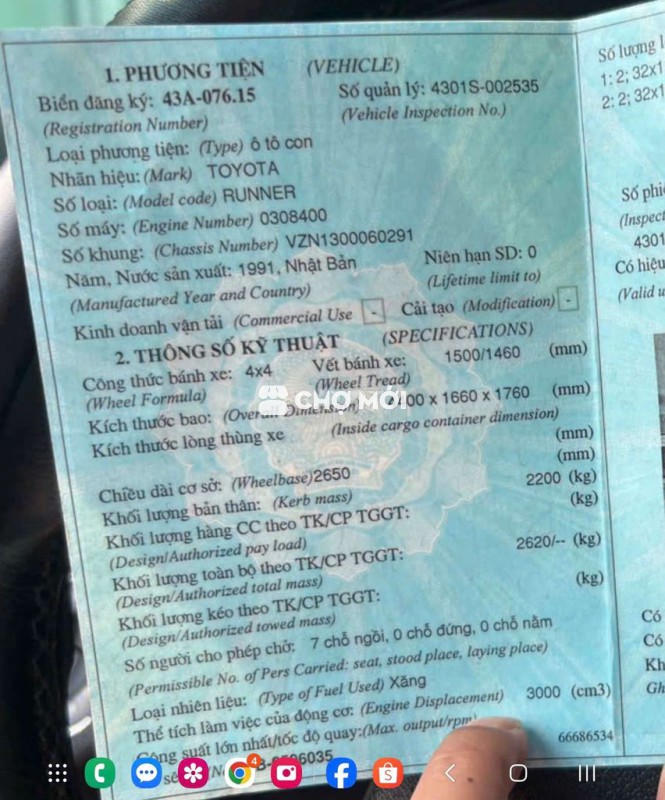 1. PHƯƠNG TIỆN (VEHICLE)
Biển đăng ký: 43A-076.15 Số quản lý: 4301S-002535
(Registration Number) (Vehicle Inspection No.)
Loại phương tiện: (Type) ô tô con
Nhãn hiệu: (Mark) TOYOTA
Số loại: (Model code) RUNNER
Số máy: (Engine Number) 0308400
Số khung: (Chassis Number) VZN1300060291
Năm, Nước sản xuất: 1991, Nhật Bản Niên hạn SD: 0
(Manufactured Year and Country) (Lifetime limit to)
Kinh doanh vận tải (Commercial Use - Cải tạo (Modification) -
2. THÔNG SỐ KỸ THUẬT (SPECIFICATIONS)
Công thức bánh xe: 4x4 Vết bánh xe: 1500/1460 (mm)
(Wheel Formula) (Wheel Tread)
Kích thước bao: (Overall Dimension) x 1660 x 1760 (mm)
Kích thước lòng thùng xe (Inside cargo container dimension)
(mm)
(mm)
CHỢ MỚI
Chiều dài cơ sở: (Wheelbase)2650
Khối lượng bản thân: (Kerb mass) 2200 (kg)
Khối lượng hàng CC theo TK/CP TGGT: (kg)
(Design/Authorized pay load)
Khối lượng toàn bộ theo TK/CP TGGT: 2620/-- (kg)
(Design/Authorized total mass)
Khối lượng kéo theo TK/CP TGGT: (kg)
(Design/Authorized towed mass)
Số người cho phép chở: 7 chỗ ngồi, 0 chỗ đứng, 0 chỗ nằm
(Permissible No. of Pers Carried: seat, stood place, laying place)
Loại nhiên liệu: (Type of Fuel Used) Xăng
Thể tích làm việc của động cơ: (Engine Displacement) 3000 (cm3)
suất lớn nhất/tốc độ quay:(Max. output/rpm)
66686534
Số lượng
1: 2; 32x1
2: 2; 32x1
Số
(Inspect
4301
Có hiệu
(Valid
Có
Có
Kh
Gh
4